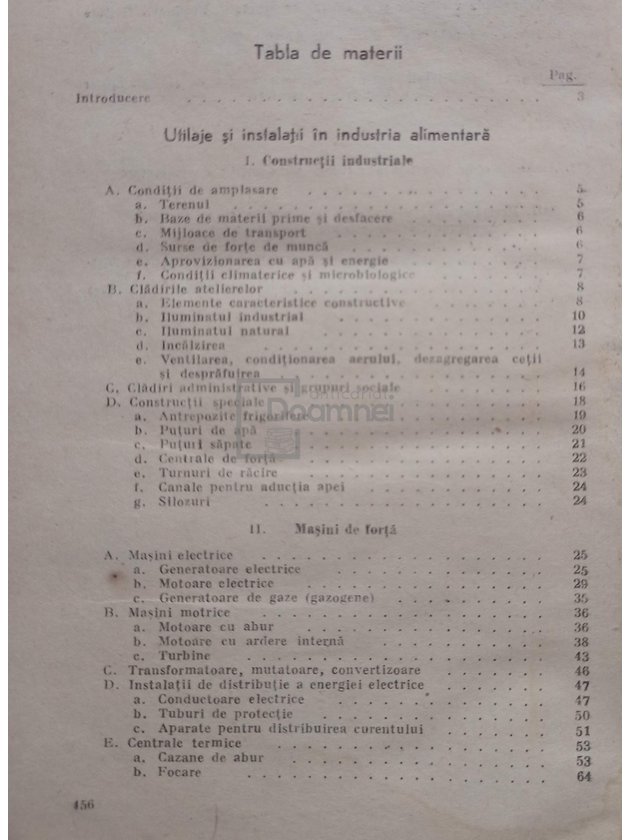 Tabla de materii
Pag.
Introducere . . . . . . . . . . . . . . . . . . . . . 3
Utilaje și instalații în industria alimentară
I. Construcții industriale
A. Condiții de amplasare . . . . . . . . . . . . . 5
a. Terenul . . . . . . . . . . . . . 5
b. Baze de materii prime și desfacere . . . . . . . . 6
c. Mijloace de transport . . . . . . . . . . . 6
d. Surse de forțe de muncă . . . . . . . . . . . 6
e. Aprovizionarea cu apă și energie . . . . . . . . 7
f. Condiții climaterice și microbiologice . . . . . . . 7
B. Clădirile atelierelor . . . . . . . . . . . . . 8
a. Elemente caracteristice constructive . . . . . . . 8
b. Iluminatul industrial . . . . . . . . . . . 10
c. Iluminatul natural . . . . . . . . . . . 12
d. Incălzirea . . . . . . . . . . . . . 13
e. Ventilarea, condiționarea aerului, dezagregarea ceții
și desprăfuirea . . . . . . . . . . . . . 14
C. Clădiri administrative și grupuri sociale . . . . . . . 16
D. Construcții speciale . . . . . . . . . . . . . 18
a. Antrepozite frigorifere . . . . . . . . . . . 19
b. Puțuri de apă . . . . . . . . . . . . . 20
c. Puțuri săpate . . . . . . . . . . . . . 21
d. Centrale de forță . . . . . . . . . . . . 22
e. Turnuri de răcire . . . . . . . . . . . . 23
f. Canale pentru aducția apei . . . . . . . . . . 24
g. Silozuri . . . . . . . . . . . . . 24
anticariat
Doamnei
II. Mașini de forță
A. Mașini electrice . . . . . . . . . . . . . 25
a. Generatoare electrice . . . . . . . . . . . 25
b. Motoare electrice . . . . . . . . . . . . 29
c. Generatoare de gaze (gazogene) . . . . . . . . 35
B. Mașini motrice . . . . . . . . . . . . . 36
a. Motoare cu abur . . . . . . . . . . . . 36
b. Motoare cu ardere internă . . . . . . . . . . 38
c. Turbine . . . . . . . . . . . . . 43
C. Transformatoare, mutatoare, convertizoare . . . . . . 46
D. Instalații de distribuție a energiei electrice . . . . . . 47
a. Conductoare electrice . . . . . . . . . . . 47
b. Tuburi de protecție . . . . . . . . . . . . 50
c. Aparate pentru distribuirea curentului . . . . . . 51
E. Centrale termice . . . . . . . . . . . . . 53
a. Cazane de abur . . . . . . . . . . . . 53
b. Focare . . . . . . . . . . . . . 64
456